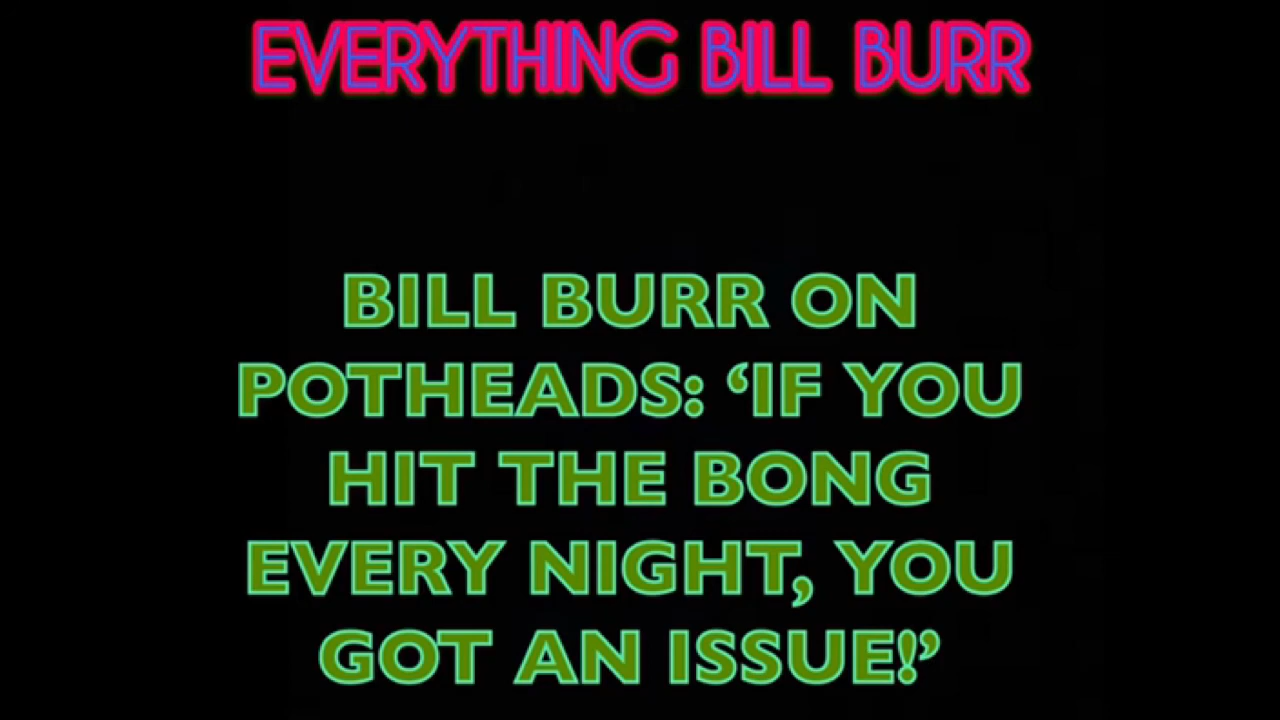 EVERYTHING BILL BURR
BILL BURR ON
POTHEADS: ‘IF YOU
HIT THE BONG
EVERY NIGHT, YOU
GOT AN ISSUE!’